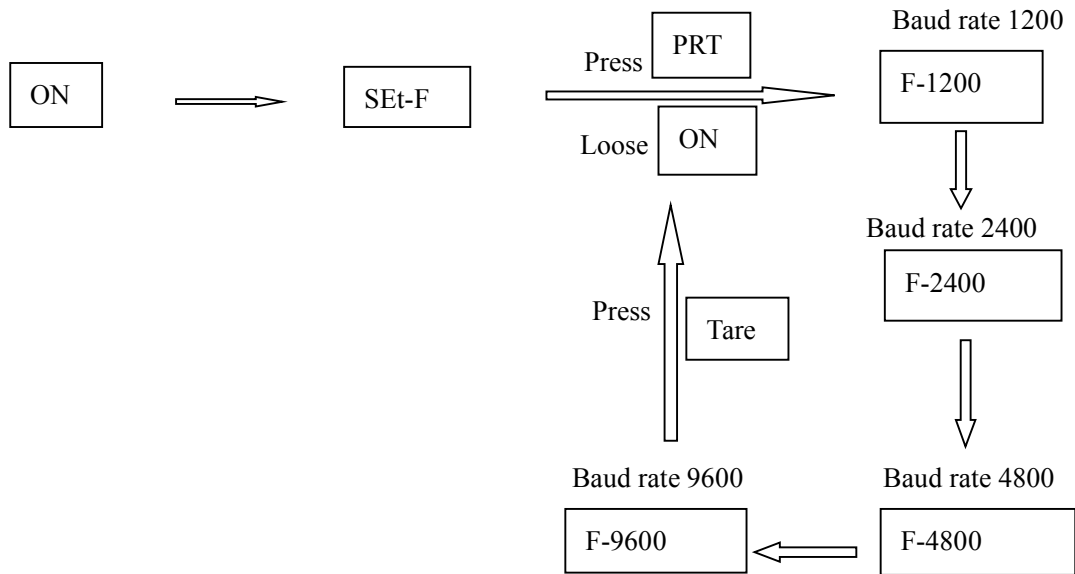 Baud rate 1200
PRT
Press
F-1200
ON
SEt-F
ON
Loose
Baud rate 2400
F-2400
Press
Tare
Baud rate 9600
Baud rate 4800
F-9600
F-4800